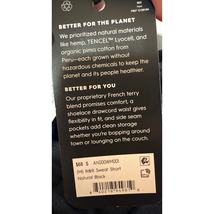 BETTER FOR THE PLANET
We prioritized natural materials
like hemp, TENCEL™ Lyocell, and
organic pima cotton from
Peru—each grown without
hazardous chemicals to keep the
planet and its people healthier.
BETTER FOR YOU
Our proprietary French terry
blend promises comfort, a
shoelace drawcord waist gives
flexibility in fit, and side seam
pockets add clean storage
whether you're bopping around
town or lounging on the couch.
$68 S
(M) R&R Sweat Short
Natural Black